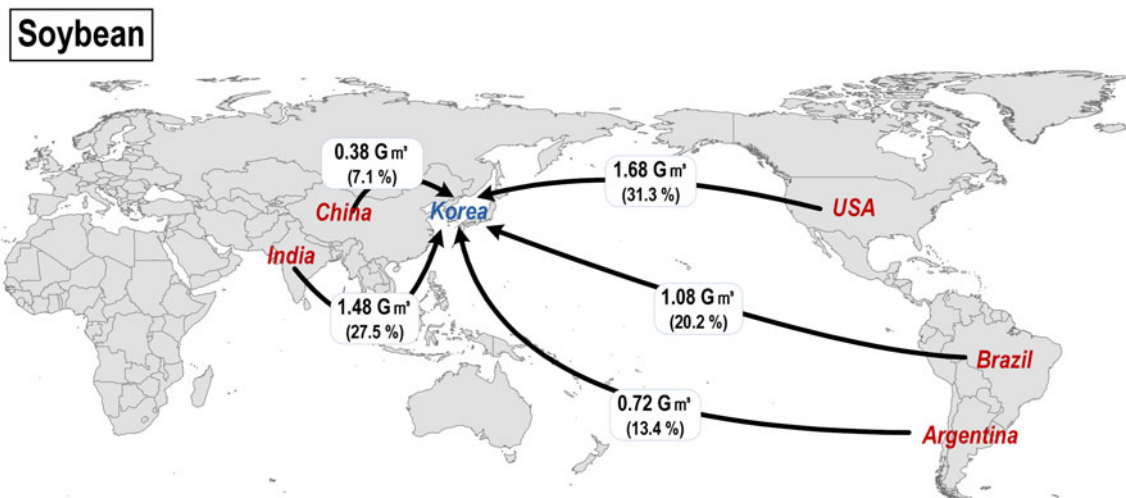 Soybean
0.38 G m³
(7.1 %)
China
Korea
1.68 G m³
(31.3 %)
USA
India
1.48 G m³
(27.5 %)
1.08 G m³
(20.2 %)
Brazil
0.72 G m³
(13.4 %)
Argentina